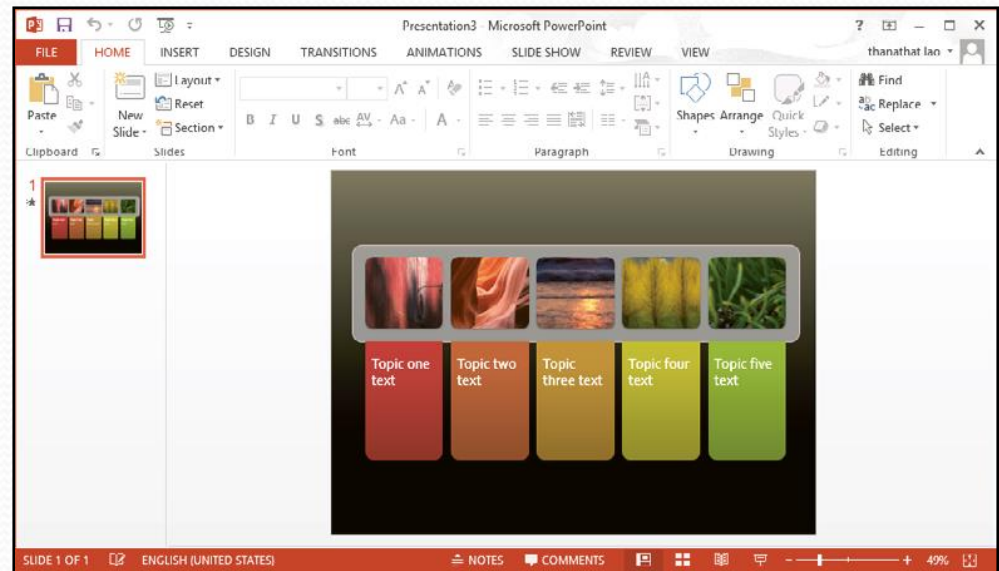 Presentation3 - Microsoft PowerPoint
?
FILE HOME INSERT DESIGN TRANSITIONS ANIMATIONS SLIDE SHOW REVIEW VIEW thanathat lao
Layout
Reset
Section
Paste
New
Slide
B I U S abc AV Aa A
A A
Shapes Arrange Quick
Styles
Find
Replace
Select
Clipboard Slides Font Paragraph Drawing Editing
1
Topic one
text
Topic two
text
Topic
three text
Topic four
text
Topic five
text
SLIDE 1 OF 1 ENGLISH (UNITED STATES) NOTES COMMENTS 49%